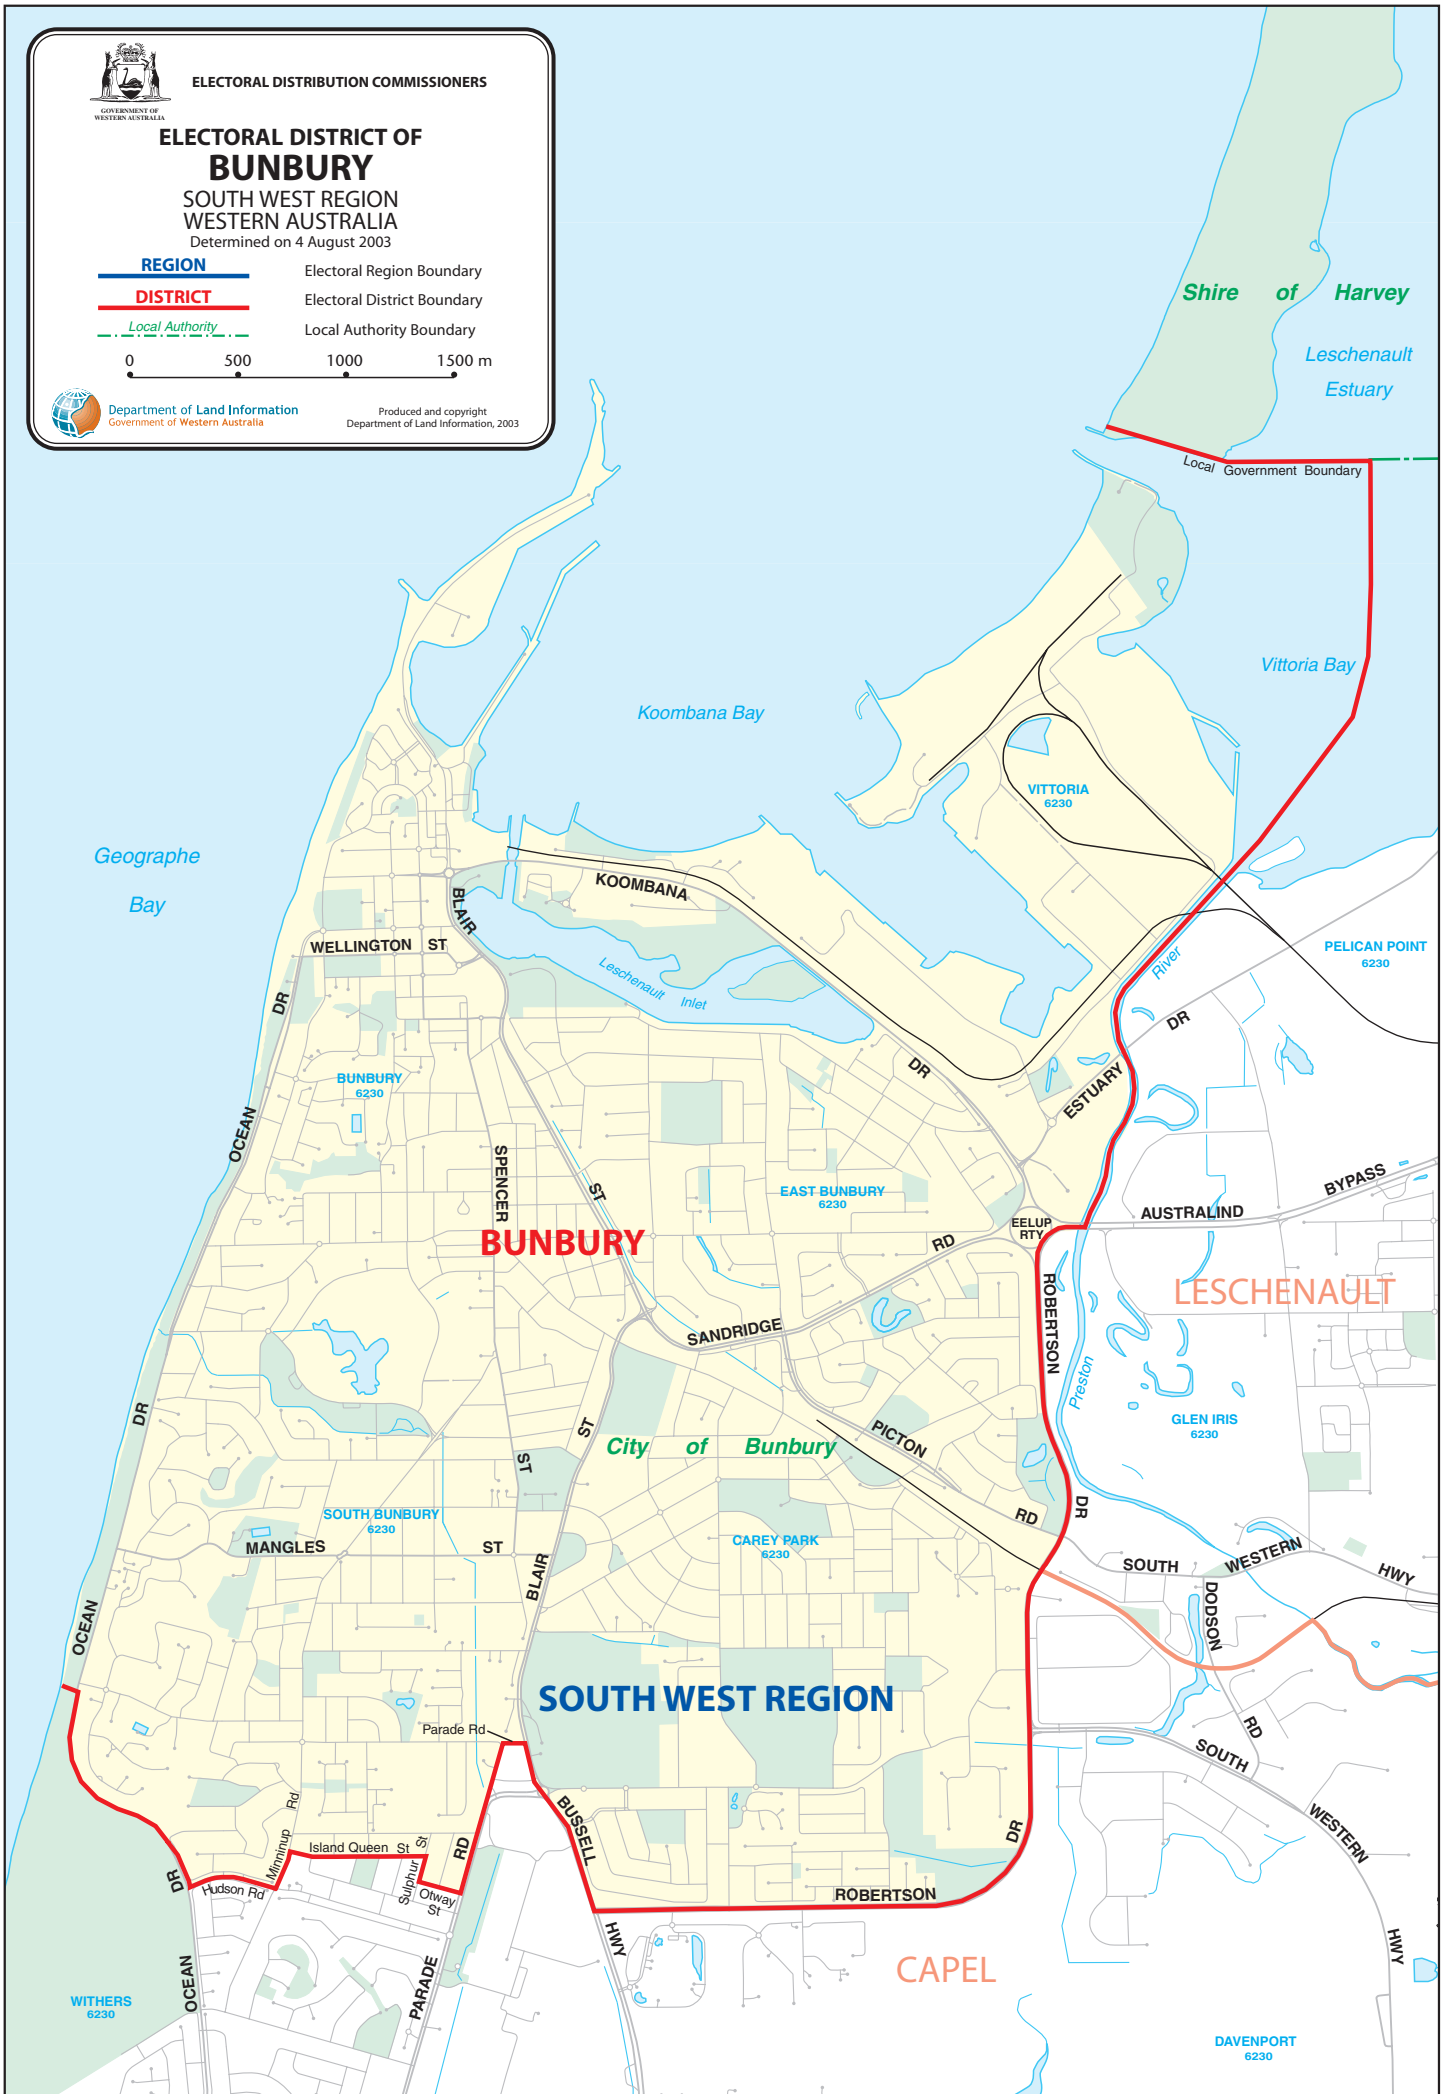 GOVERNMENT OF
WESTERN AUSTRALIA
ELECTORAL DISTRIBUTION COMMISSIONERS
ELECTORAL DISTRICT OF
BUNBURY
SOUTH WEST REGION
WESTERN AUSTRALIA
Determined on 4 August 2003
REGION
Electoral Region Boundary
DISTRICT
Electoral District Boundary
Local Authority
Local Authority Boundary
0 500 1000 1500 m
Department of Land Information
Government of Western Australia
Produced and copyright
Department of Land Information, 2003
Shire of Harvey
Leschenault
Estuary
Local Government Boundary
Vittoria Bay
Koombana Bay
VITTORIA
6230
Geographe
Bay
KOOMBANA
BLAIR
WELLINGTON ST
PELICAN POINT
6230
River
Leschenault Inlet
DR
DR
DR
ESTUARY
BUNBURY
6230
OCEAN
SPENCER
ST
EAST BUNBURY
6230
BYPASS
AUSTRALIND
EELUP
RTY
RD
BUNBURY
ROBERTSON
LESCHENAULT
SANDRIDGE
Preston
DR
ST
PICTON
GLEN IRIS
6230
City of Bunbury
ST
SOUTH BUNBURY
6230
RD
DR
MANGLES ST
CAREY PARK
6230
BLAIR
SOUTH
WESTERN
HWY
DODSON
OCEAN
SOUTH WEST REGION
Parade Rd
RD
SOUTH
WESTERN
HWY
Rd
Minninup
BUSSELL
Island Queen St
St
Sulphur
RD
DR
DR
Hudson Rd
Otway
St
ROBERTSON
HWY
CAPEL
OCEAN
PARADE
WITHERS
6230
DAVENPORT
6230